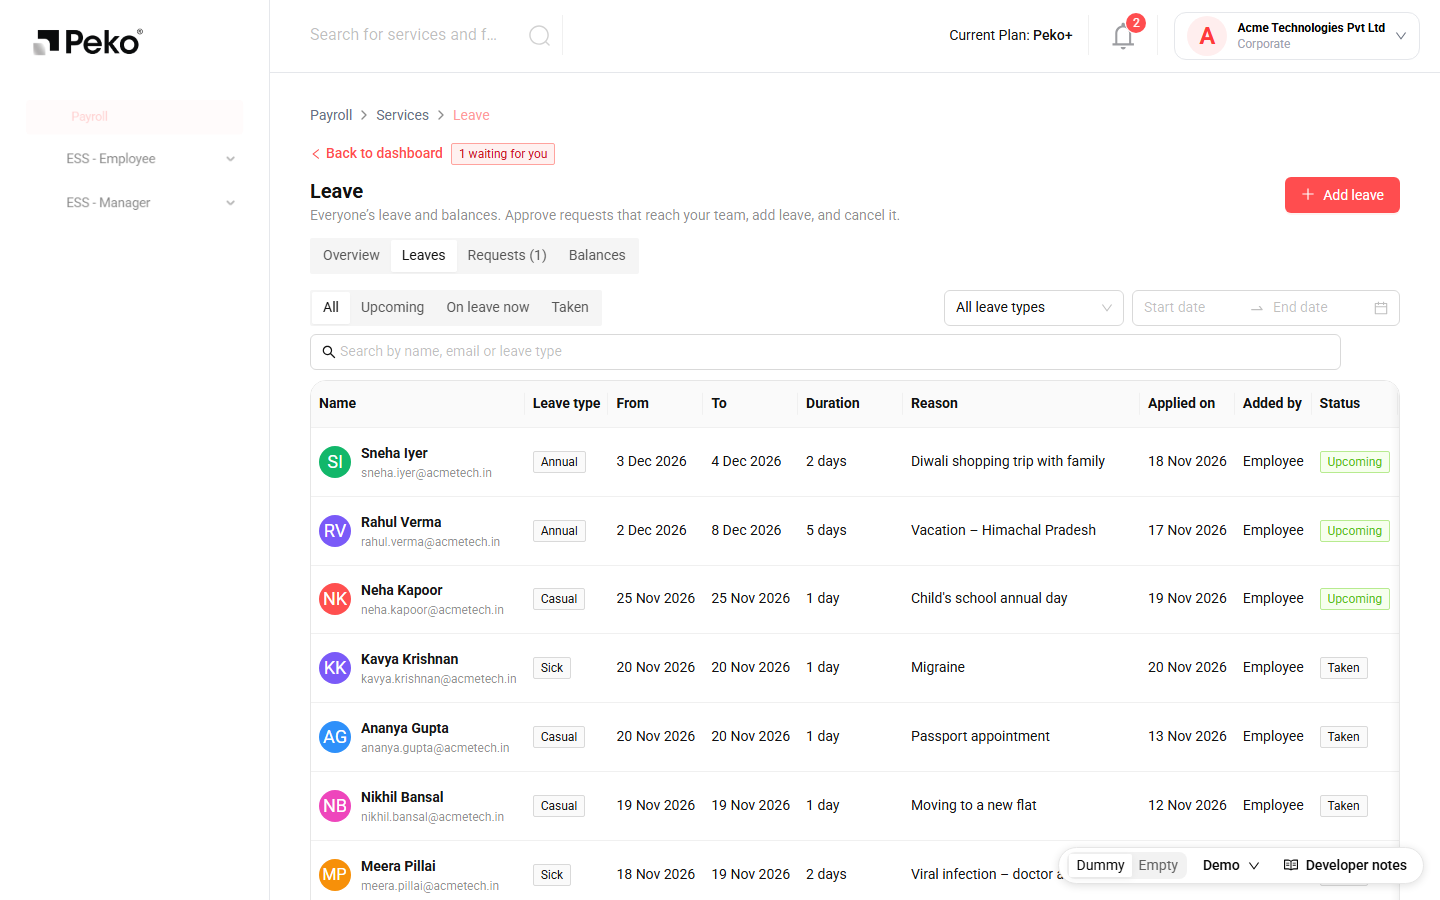 Peko®
Search for services and f...
Current Plan: Peko+
2
A
Acme Technologies Pvt Ltd
Corporate
Payroll
ESS - Employee
ESS - Manager
Payroll > Services > Leave
Back to dashboard
1 waiting for you
Leave
Everyone's leave and balances. Approve requests that reach your team, add leave, and cancel it.
Add leave
Overview Leaves Requests (1) Balances
All Upcoming On leave now Taken
All leave types
Start date End date
Search by name, email or leave type
Name Leave type From To Duration Reason Applied on Added by Status
SI Sneha Iyer
sneha.iyer@acmetech.in
Annual 3 Dec 2026 4 Dec 2026 2 days Diwali shopping trip with family 18 Nov 2026 Employee Upcoming
RV Rahul Verma
rahul.verma@acmetech.in
Annual 2 Dec 2026 8 Dec 2026 5 days Vacation – Himachal Pradesh 17 Nov 2026 Employee Upcoming
NK Neha Kapoor
neha.kapoor@acmetech.in
Casual 25 Nov 2026 25 Nov 2026 1 day Child's school annual day 19 Nov 2026 Employee Upcoming
KK Kavya Krishnan
kavya.krishnan@acmetech.in
Sick 20 Nov 2026 20 Nov 2026 1 day Migraine 20 Nov 2026 Employee Taken
AG Ananya Gupta
ananya.gupta@acmetech.in
Casual 20 Nov 2026 20 Nov 2026 1 day Passport appointment 13 Nov 2026 Employee Taken
NB Nikhil Bansal
nikhil.bansal@acmetech.in
Casual 19 Nov 2026 19 Nov 2026 1 day Moving to a new flat 12 Nov 2026 Employee Taken
MP Meera Pillai
meera.pillai@acmetech.in
Sick 18 Nov 2026 19 Nov 2026 2 days Viral infection – doctor
Dummy Empty Demo Developer notes